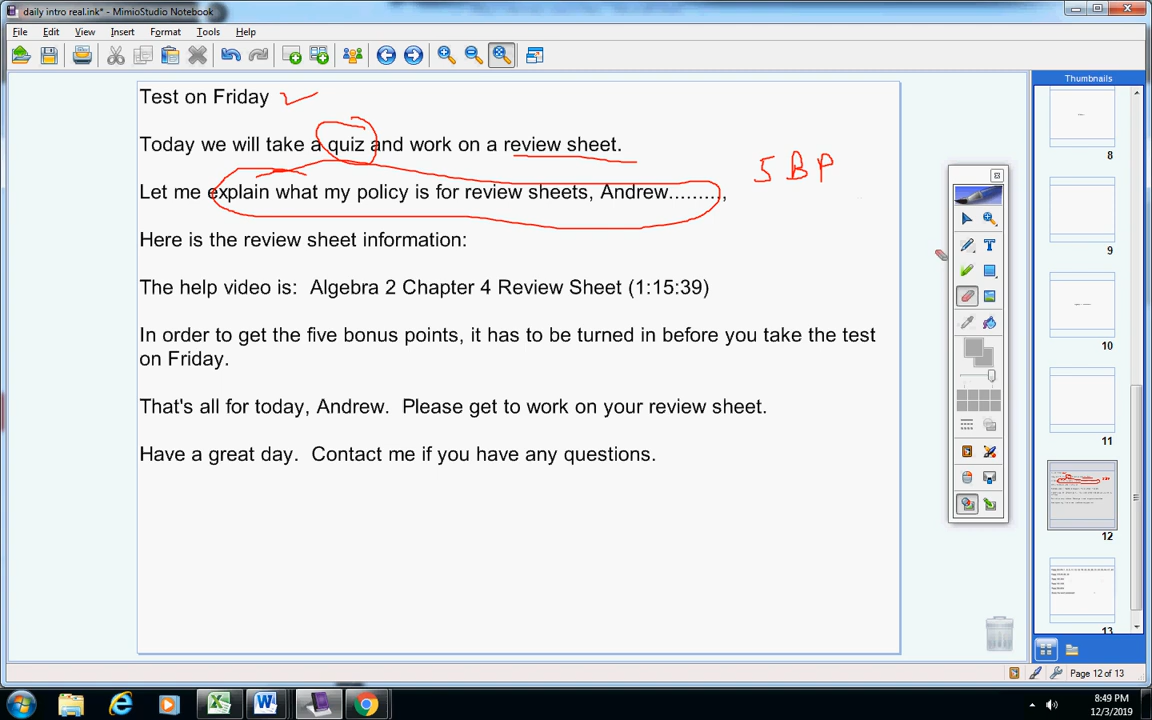 daily intro real.ink* - MimioStudio Notebook
File Edit View Insert Format Tools Help
Test on Friday
Today we will take a quiz and work on a review sheet.
5 BP
Let me explain what my policy is for review sheets, Andrew.........,
Here is the review sheet information:
The help video is: Algebra 2 Chapter 4 Review Sheet (1:15:39)
In order to get the five bonus points, it has to be turned in before you take the test
on Friday.
That's all for today, Andrew. Please get to work on your review sheet.
Have a great day. Contact me if you have any questions.
Thumbnails
8
9
10
11
12
13
Page 12 of 13
8:49 PM
12/3/2019